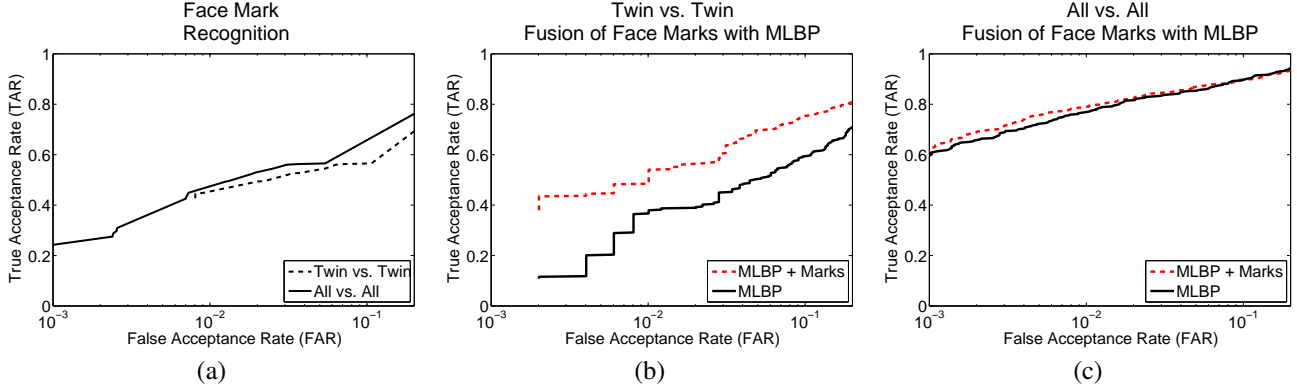 Face Mark
Recognition
True Acceptance Rate (TAR)
1
0.8
0.6
0.4
0.2
0
10⁻³
10⁻²
10⁻¹
Twin vs. Twin
All vs. All
False Acceptance Rate (FAR)
(a)
Twin vs. Twin
Fusion of Face Marks with MLBP
True Acceptance Rate (TAR)
1
0.8
0.6
0.4
0.2
0
10⁻³
10⁻²
10⁻¹
MLBP + Marks
MLBP
False Acceptance Rate (FAR)
(b)
All vs. All
Fusion of Face Marks with MLBP
True Acceptance Rate (TAR)
1
0.8
0.6
0.4
0.2
0
10⁻³
10⁻²
10⁻¹
MLBP + Marks
MLBP
False Acceptance Rate (FAR)
(c)